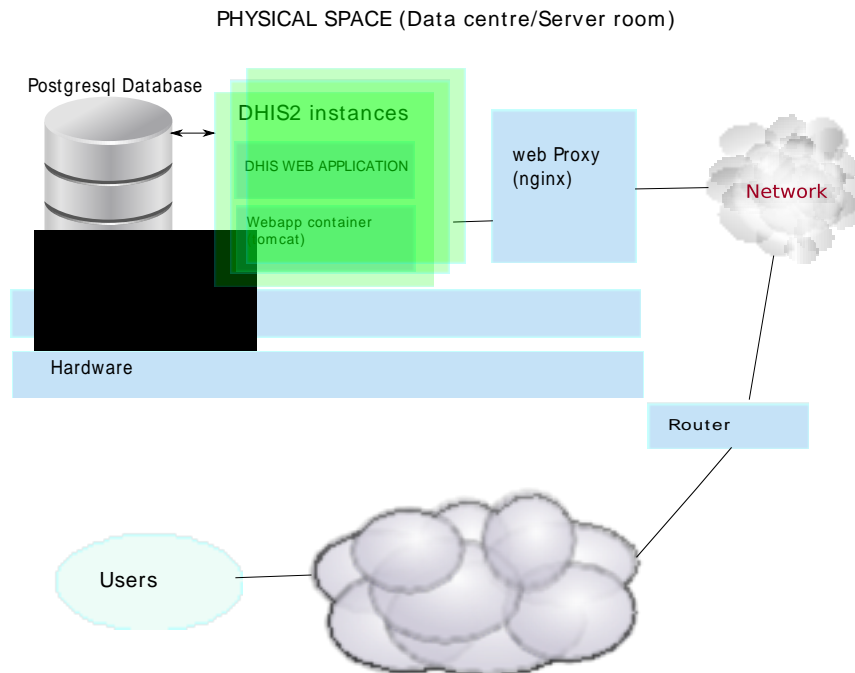 PHYSICAL SPACE (Data centre/Server room)
Postgresql Database
DHIS2 instances
DHIS WEB APPLICATION
Webapp container
(tomcat)
web Proxy
(nginx)
Network
Hardware
Router
Users